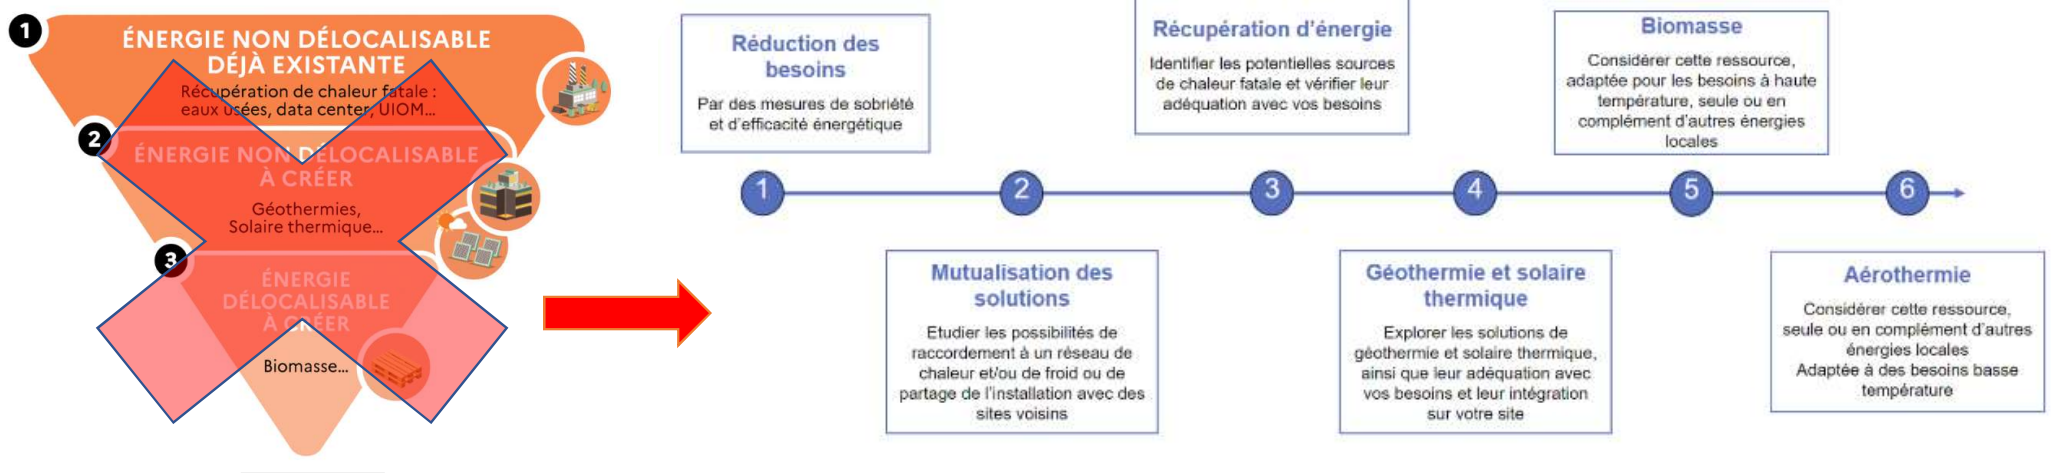 1
ÉNERGIE NON DÉLOCALISABLE
DÉJÀ EXISTANTE
Récupération de chaleur fatale :
eaux usées, data center, UIOM...
2
ÉNERGIE NON DÉLOCALISABLE
À CRÉER
Géothermies,
Solaire thermique...
3
ÉNERGIE
DÉLOCALISABLE
À CRÉER
Biomasse...
Réduction des
besoins
Par des mesures de sobriété
et d'efficacité énergétique
1
Mutualisation des
solutions
Etudier les possibilités de
raccordement à un réseau de
chaleur et/ou de froid ou de
partage de l'installation avec des
sites voisins
2
Récupération d'énergie
Identifier les potentielles sources
de chaleur fatale et vérifier leur
adéquation avec vos besoins
3
Géothermie et solaire
thermique
Explorer les solutions de
géothermie et solaire thermique,
ainsi que leur adéquation avec
vos besoins et leur intégration
sur votre site
4
Biomasse
Considérer cette ressource,
adaptée pour les besoins à haute
température, seule ou en
complément d'autres énergies
locales
5
Aérothermie
Considérer cette ressource,
seule ou en complément d'autres
énergies locales
Adaptée à des besoins basse
température
6